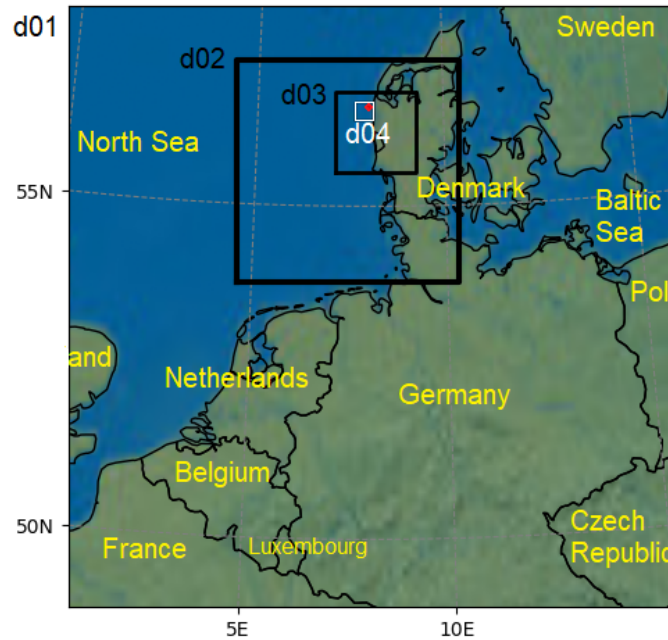 d01
Sweden
d02
d03
d04
North Sea
Denmark
55N
Baltic
Sea
Pol
and
Netherlands
Germany
Belgium
50N
Czech
Republic
France
Luxembourg
5E
10E